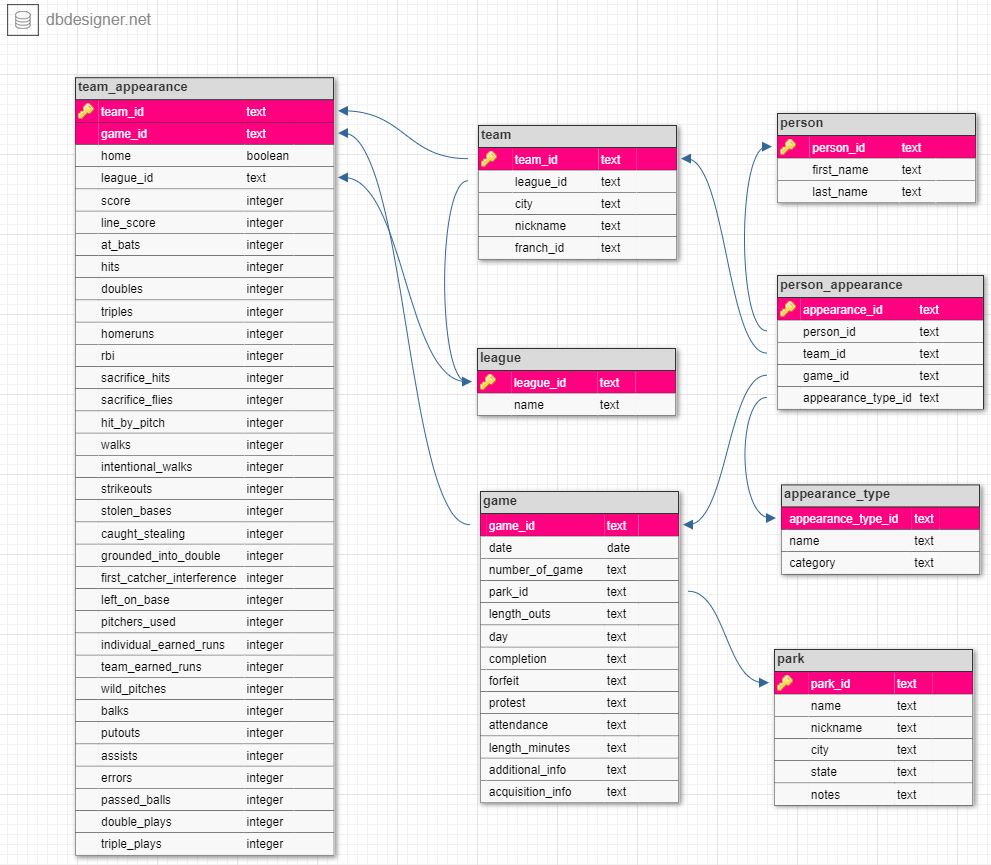 dbdesigner.net
team_appearance
team_id text
game_id text
home boolean
league_id text
score integer
line_score integer
at_bats integer
hits integer
doubles integer
triples integer
homeruns integer
rbi integer
sacrifice_hits integer
sacrifice_flies integer
hit_by_pitch integer
walks integer
intentional_walks integer
strikeouts integer
stolen_bases integer
caught_stealing integer
grounded_into_double integer
first_catcher_interference integer
left_on_base integer
pitchers_used integer
individual_earned_runs integer
team_earned_runs integer
wild_pitches integer
balks integer
putouts integer
assists integer
errors integer
passed_balls integer
double_plays integer
triple_plays integer
team
team_id text
league_id text
city text
nickname text
franch_id text
league
league_id text
name text
game
game_id text
date date
number_of_game text
park_id text
length_outs text
day text
completion text
forfeit text
protest text
attendance text
length_minutes text
additional_info text
acquisition_info text
person
person_id text
first_name text
last_name text
person_appearance
appearance_id text
person_id text
team_id text
game_id text
appearance_type_id text
appearance_type
appearance_type_id text
name text
category text
park
park_id text
name text
nickname text
city text
state text
notes text